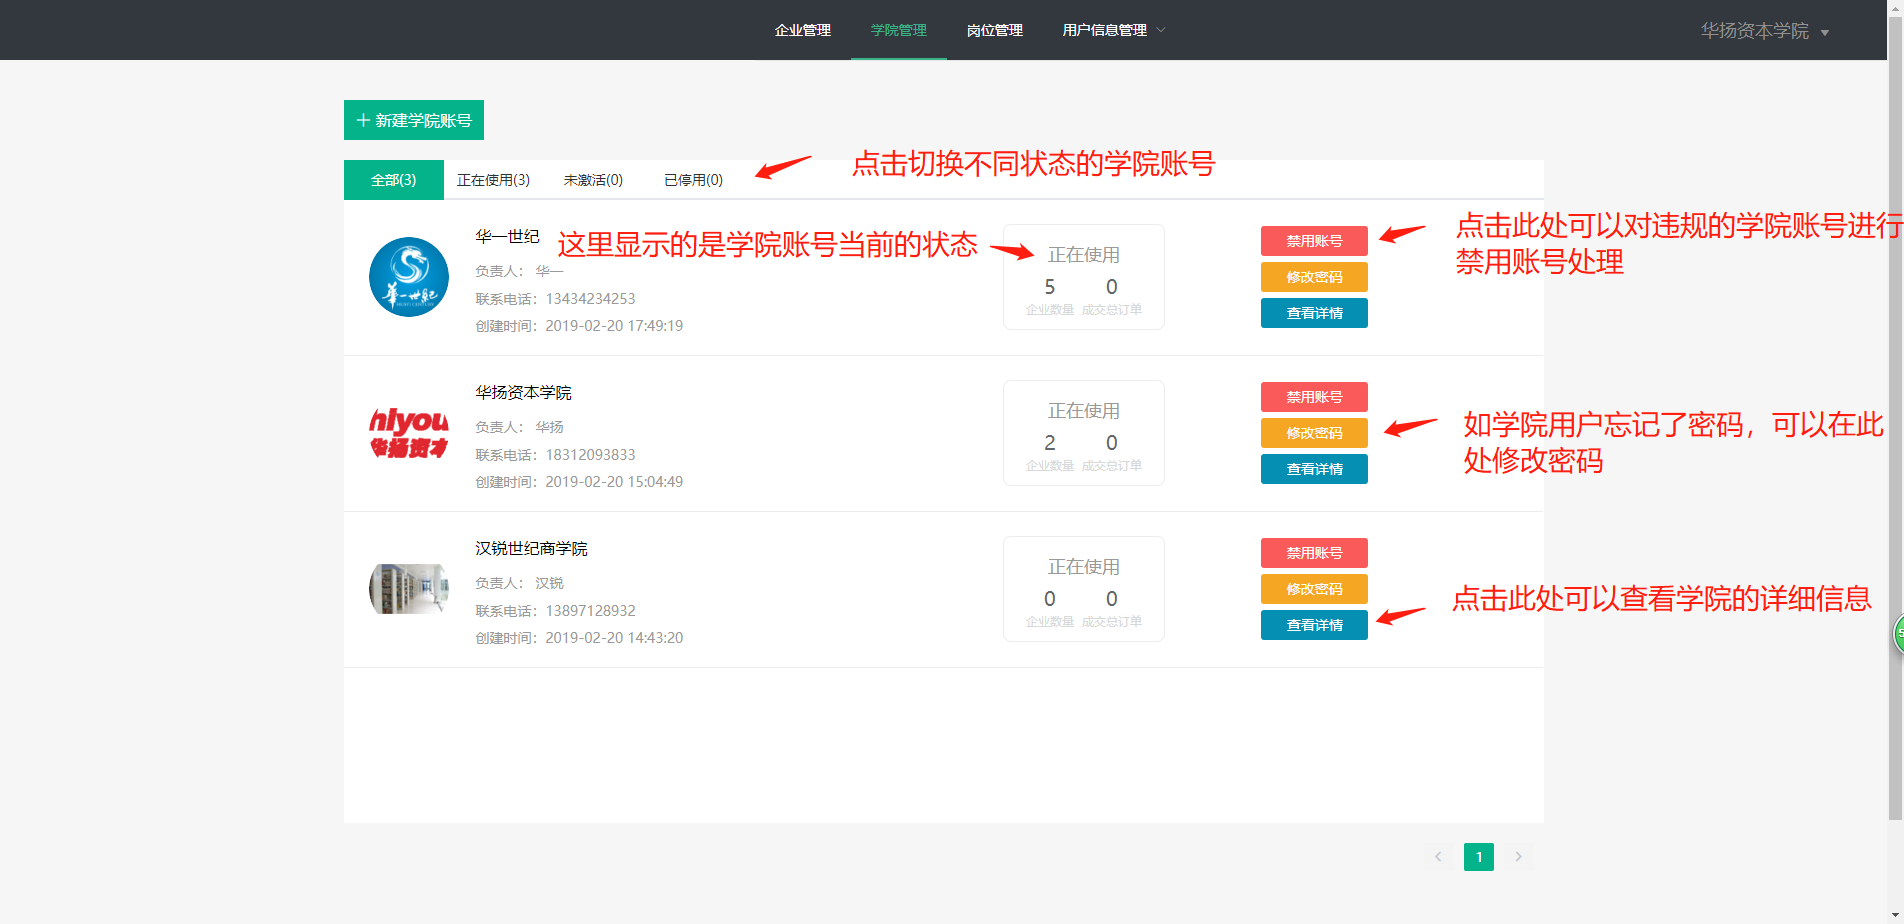 企业管理 学院管理 岗位管理 用户信息管理 华扬资本学院
新建学院账号
全部(3) 正在使用(3) 未激活(0) 已停用(0)
点击切换不同状态的学院账号
华一世纪
华一世纪
负责人： 华一
联系电话：13434234253
创建时间：2019-02-20 17:49:19
这里显示的是学院账号当前的状态
正在使用
5 0
企业数量 成交总订单
禁用账号
修改密码
查看详情
点击此处可以对违规的学院账号进行
禁用账号处理
华扬资本学院
负责人： 华扬
联系电话：18312093833
创建时间：2019-02-20 15:04:49
正在使用
2 0
企业数量 成交总订单
禁用账号
修改密码
查看详情
如学院用户忘记了密码，可以在此
处修改密码
汉锐世纪商学院
负责人： 汉锐
联系电话：13897128932
创建时间：2019-02-20 14:43:20
正在使用
0 0
企业数量 成交总订单
禁用账号
修改密码
查看详情
点击此处可以查看学院的详细信息
1